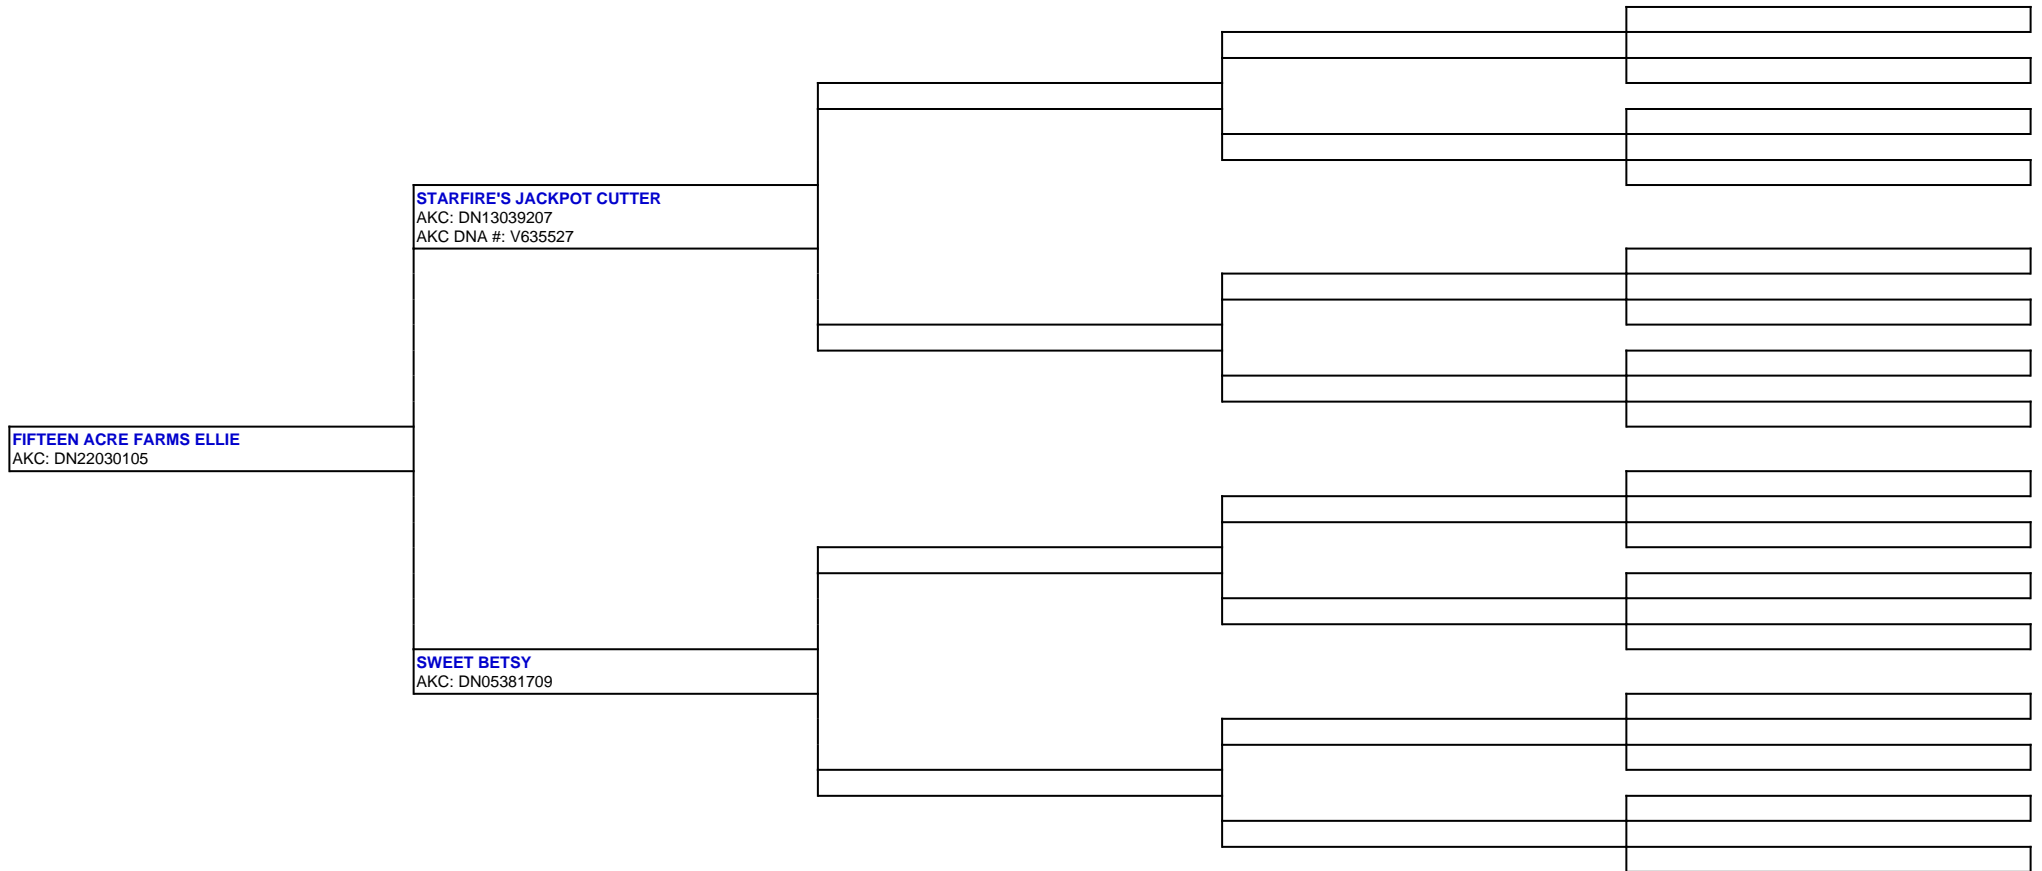 STARFIRE'S JACKPOT CUTTER
AKC: DN13039207
AKC DNA #: V635527
FIFTEEN ACRE FARMS ELLIE
AKC: DN22030105
SWEET BETSY
AKC: DN05381709